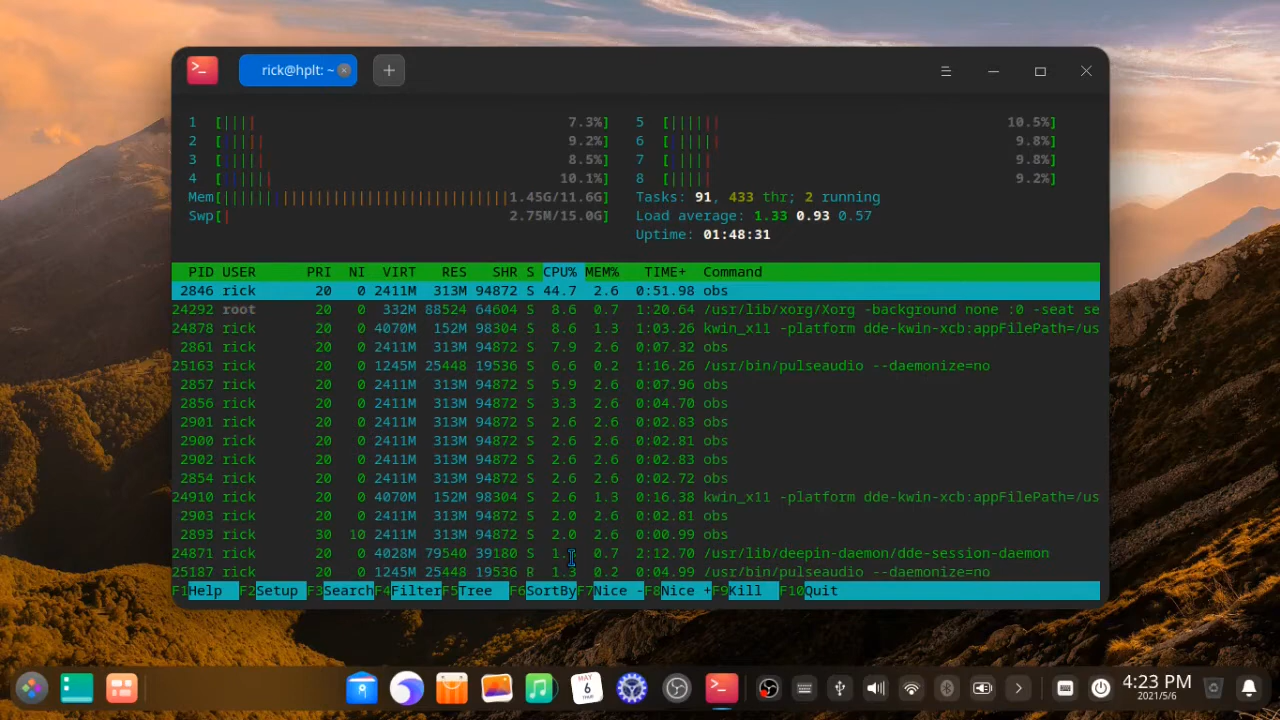 rick@hplt: ~
1 [|||| 7.3%] 5 [|||||| 10.5%]
2 [||||| 9.2%] 6 [|||||| 9.8%]
3 [||||| 8.5%] 7 [||||| 9.8%]
4 [|||||| 10.1%] 8 [||||| 9.2%]
Mem[||||||||||||||||||||||||||||||||||1.45G/11.6G] Tasks: 91, 433 thr; 2 running
Swp[| 2.75M/15.0G] Load average: 1.33 0.93 0.57
Uptime: 01:48:31
PID USER PRI NI VIRT RES SHR S CPU% MEM% TIME+ Command
2846 rick 20 0 2411M 313M 94872 S 44.7 2.6 0:51.98 obs
24292 root 20 0 332M 88524 64604 S 8.6 0.7 1:20.64 /usr/lib/xorg/Xorg -background none :0 -seat se
24878 rick 20 0 4070M 152M 98304 S 8.6 1.3 1:03.26 kwin_x11 -platform dde-kwin-xcb:appFilePath=/us
2861 rick 20 0 2411M 313M 94872 S 7.9 2.6 0:07.32 obs
25163 rick 20 0 1245M 25448 19536 S 6.6 0.2 1:16.26 /usr/bin/pulseaudio --daemonize=no
2857 rick 20 0 2411M 313M 94872 S 5.9 2.6 0:07.96 obs
2856 rick 20 0 2411M 313M 94872 S 3.3 2.6 0:04.70 obs
2901 rick 20 0 2411M 313M 94872 S 2.6 2.6 0:02.83 obs
2900 rick 20 0 2411M 313M 94872 S 2.6 2.6 0:02.81 obs
2902 rick 20 0 2411M 313M 94872 S 2.6 2.6 0:02.83 obs
2854 rick 20 0 2411M 313M 94872 S 2.6 2.6 0:02.72 obs
24910 rick 20 0 4070M 152M 98304 S 2.6 1.3 0:16.38 kwin_x11 -platform dde-kwin-xcb:appFilePath=/us
2903 rick 20 0 2411M 313M 94872 S 2.0 2.6 0:02.81 obs
2893 rick 30 10 2411M 313M 94872 S 2.0 2.6 0:00.99 obs
24871 rick 20 0 4028M 79540 39180 S 0.7 2:12.70 /usr/lib/deepin-daemon/dde-session-daemon
25187 rick 20 0 1245M 25448 19536 R 1.3 0.2 0:04.99 /usr/bin/pulseaudio --daemonize=no
F1Help F2Setup F3Search F4Filter F5Tree F6SortBy F7Nice - F8Nice + F9Kill F10Quit
MAY
6
4:23 PM
2021/5/6